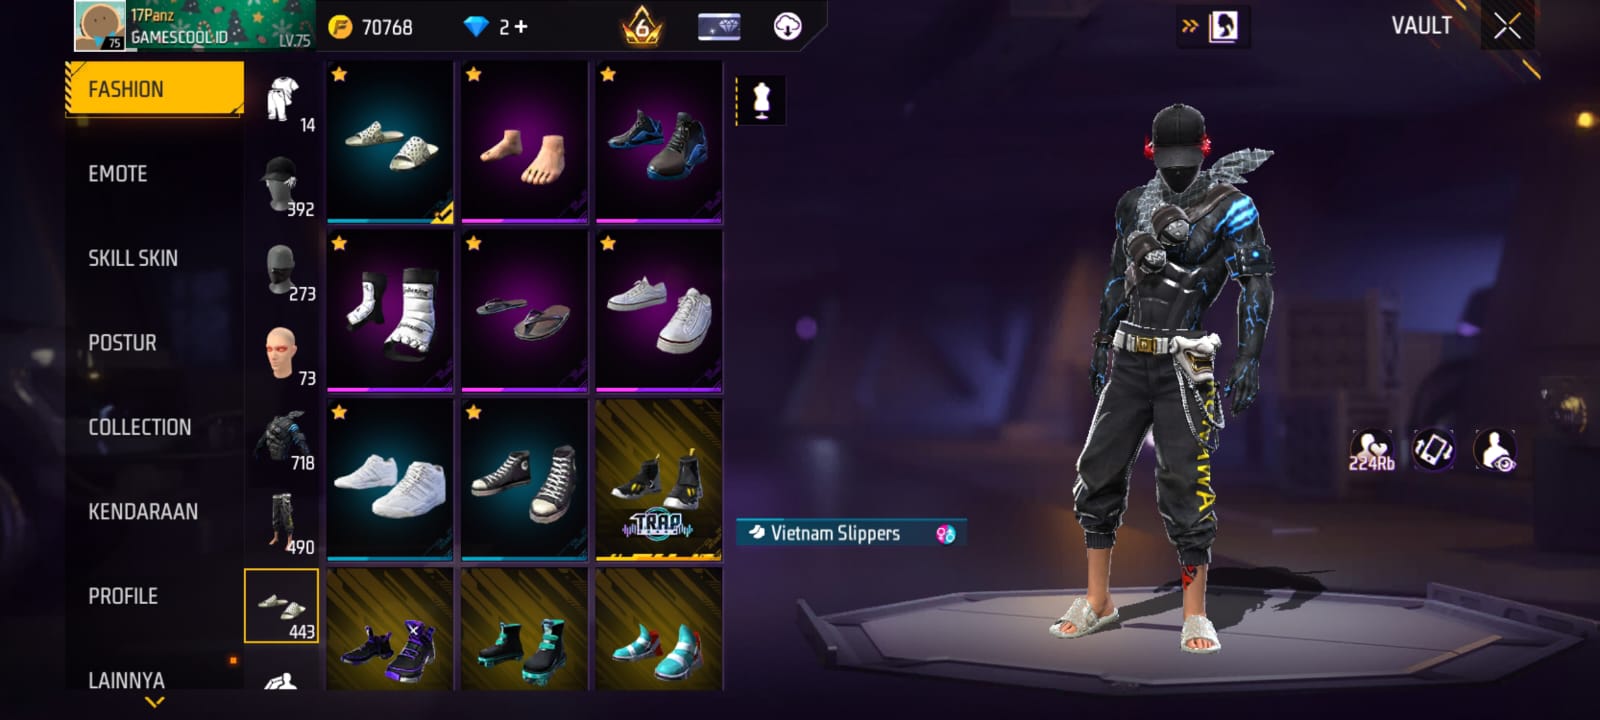 17Panz
75
GAMESCOOL.ID
LV.75
70768
2+
6
VAULT
FASHION
14
EMOTE
392
SKILL SKIN
273
POSTUR
73
COLLECTION
718
KENDARAAN
490
PROFILE
443
LAINNYA
TRAP
Vietnam Slippers
224Rb